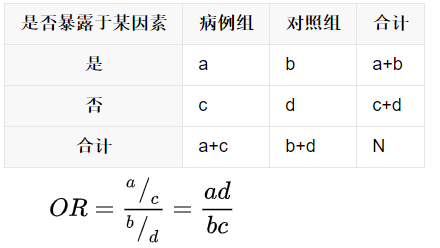 是否暴露于某因素 病例组 对照组 合计
是 a b a+b
否 c d c+d
合计 a+c b+d N
OR = (a/c)/(b/d) = ad/bc